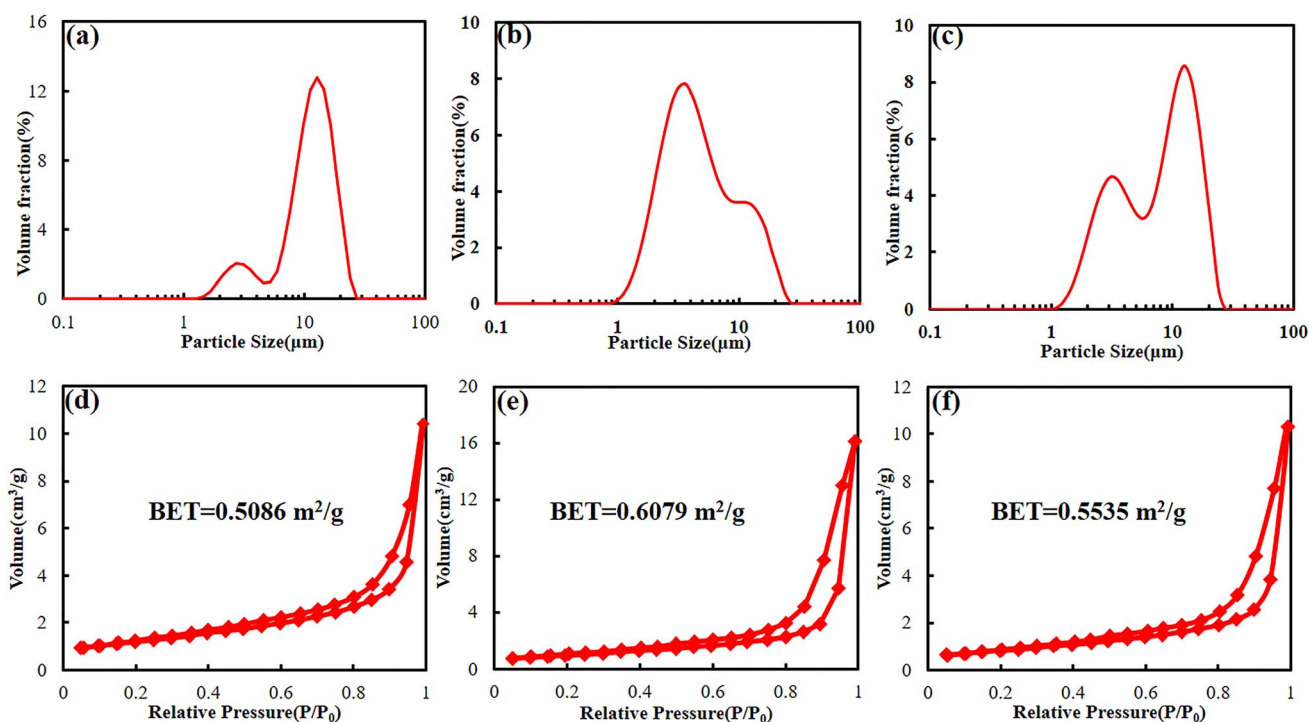 (a)
16
12
8
4
0
Volume fraction(%)
0.1 1 10 100
Particle Size(μm)
(b)
10
8
6
4
2
0
Volume fraction(%)
0.1 1 10 100
Particle Size(μm)
(c)
10
8
6
4
2
0
Volume fraction(%)
0.1 1 10 100
Particle Size(μm)
(d)
12
10
8
6
4
2
0
Volume(cm³/g)
BET=0.5086 m²/g
0 0.2 0.4 0.6 0.8 1
Relative Pressure(P/P₀)
(e)
20
16
12
8
4
0
Volume(cm³/g)
BET=0.6079 m²/g
0 0.2 0.4 0.6 0.8 1
Relative Pressure(P/P₀)
(f)
12
10
8
6
4
2
0
Volume(cm³/g)
BET=0.5535 m²/g
0 0.2 0.4 0.6 0.8 1
Relative Pressure(P/P₀)